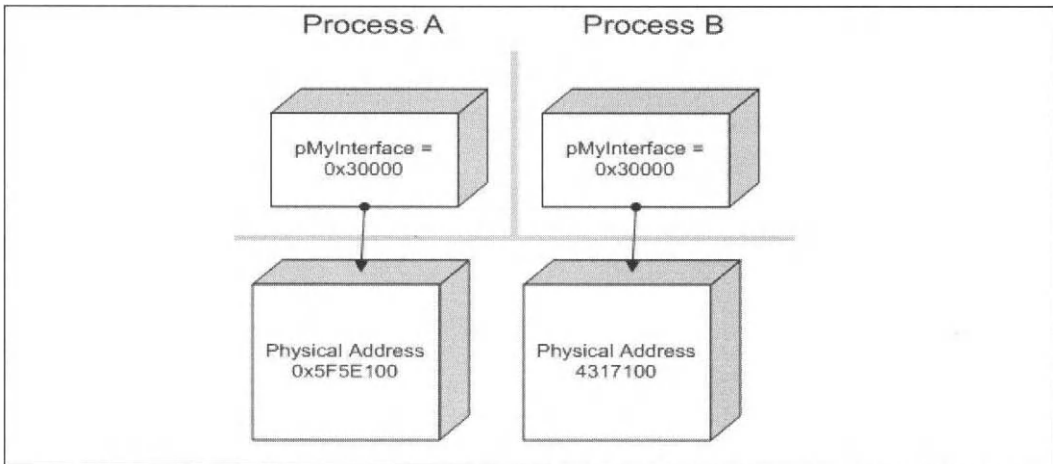 Process A
Process B
pMyInterface =
0x30000
pMyInterface =
0x30000
Physical Address
0x5F5E100
Physical Address
4317100